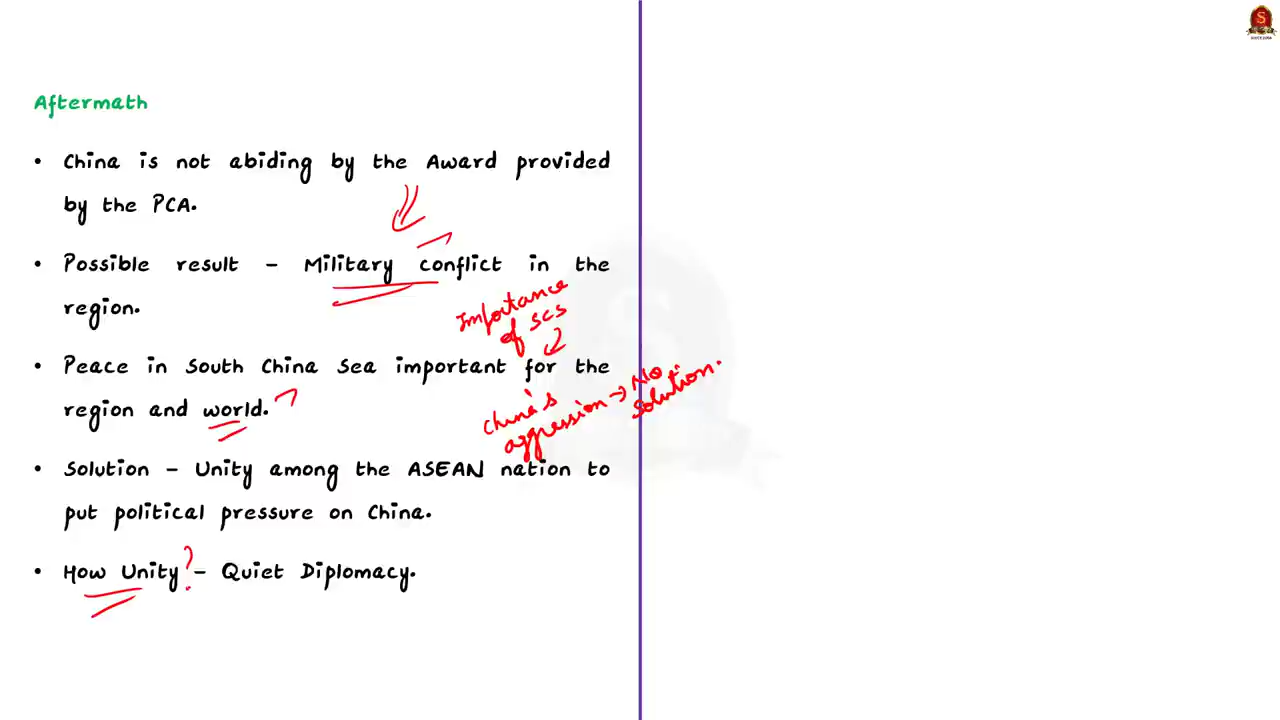 Aftermath
• China is not abiding by the Award provided
by the PCA.
• Possible result - Military conflict in the
region.
Importance
of SCS
• Peace in South China Sea important for the
region and world.
China's
aggression → No
solution.
• Solution - Unity among the ASEAN nation to
put political pressure on China.
• How Unity? - Quiet Diplomacy.